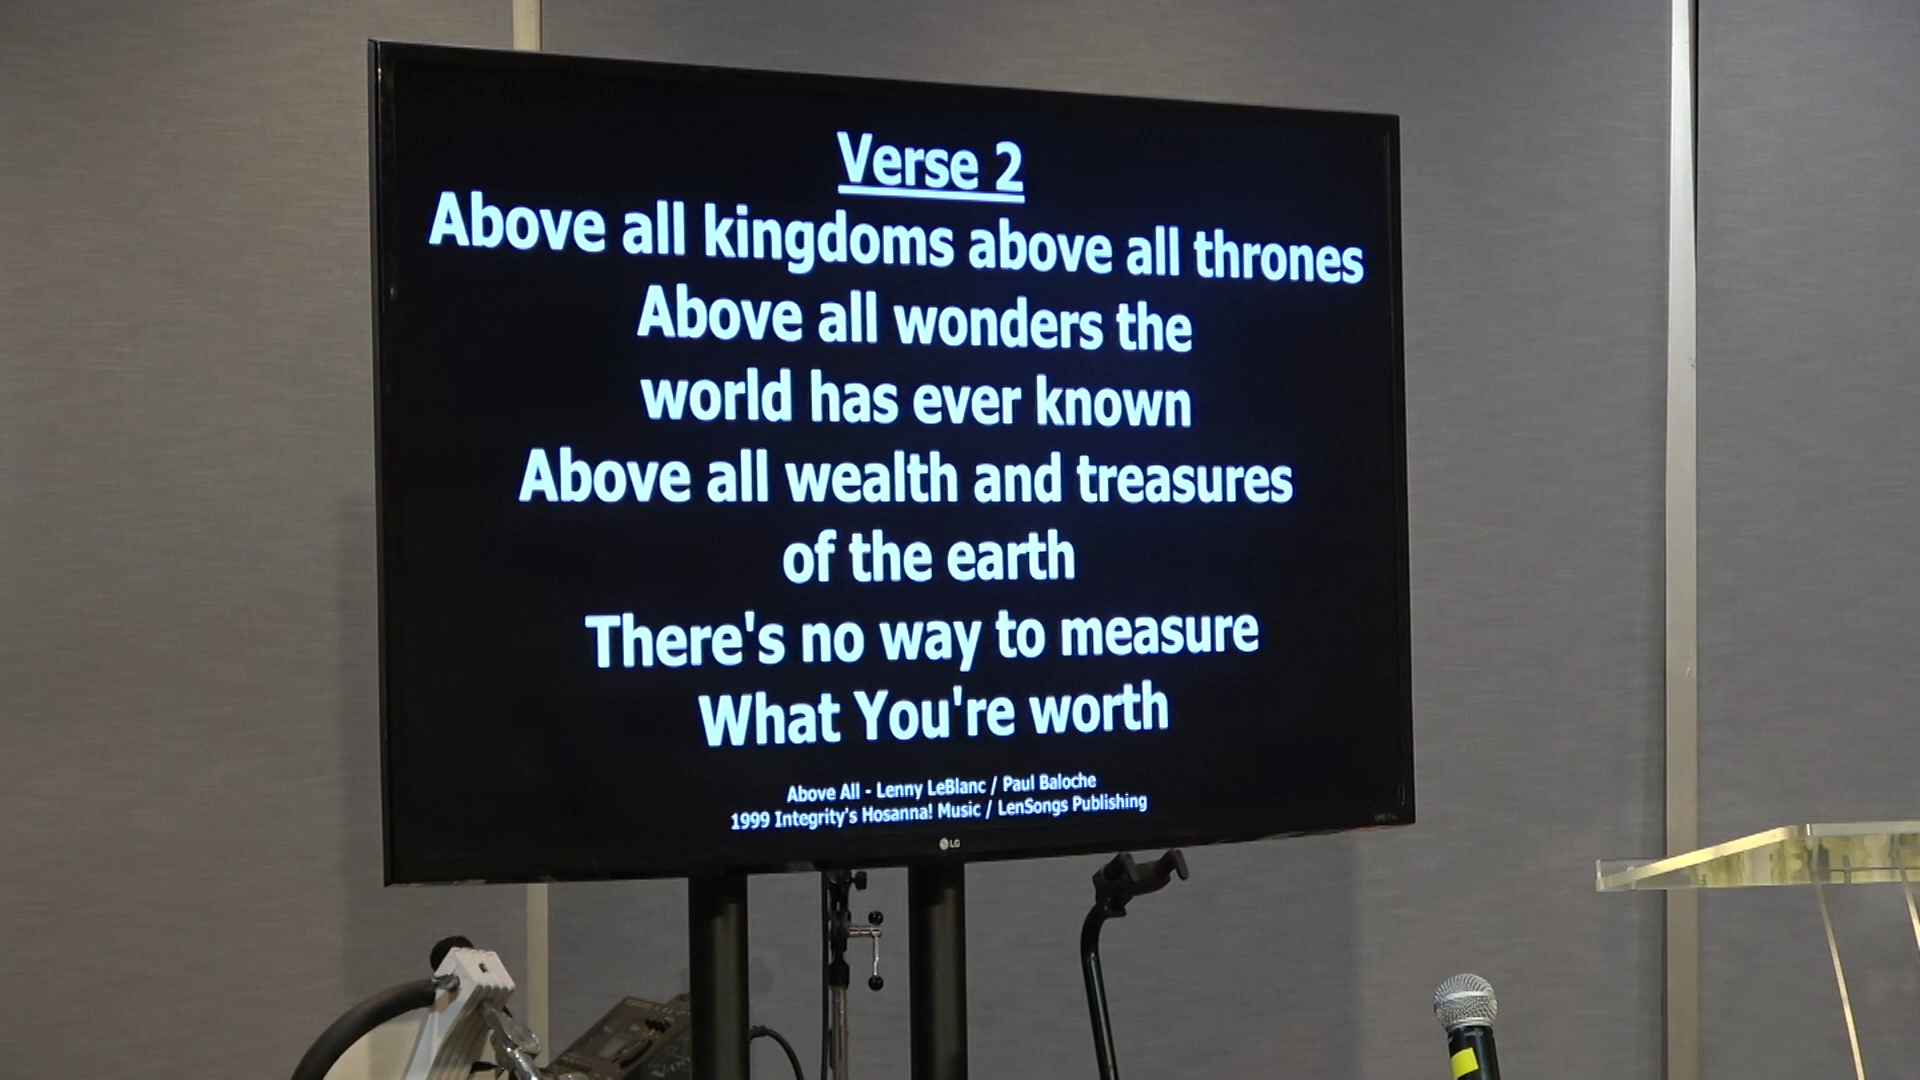 Verse 2
Above all kingdoms above all thrones
Above all wonders the
world has ever known
Above all wealth and treasures
of the earth
There's no way to measure
What You're worth
Above All - Lenny LeBlanc / Paul Baloche
1999 Integrity's Hosanna! Music / LenSongs Publishing
LG